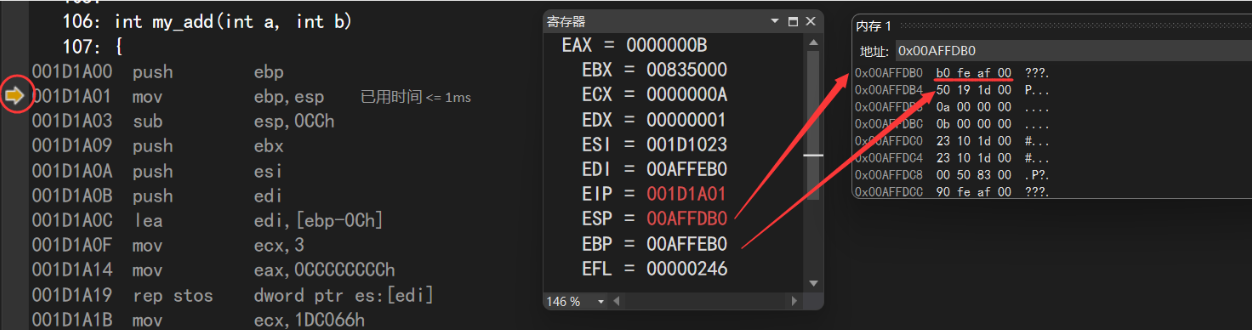 106: int my_add(int a, int b)
107: {
001D1A00 push ebp
001D1A01 mov ebp,esp 已用时间 <= 1ms
001D1A03 sub esp,0CCh
001D1A09 push ebx
001D1A0A push esi
001D1A0B push edi
001D1A0C lea edi,[ebp-0Ch]
001D1A0F mov ecx,3
001D1A14 mov eax,0CCCCCCCCh
001D1A19 rep stos dword ptr es:[edi]
001D1A1B mov ecx,1DC066h
寄存器
EAX = 0000000B
EBX = 00835000
ECX = 0000000A
EDX = 00000001
ESI = 001D1023
EDI = 00AFFEB0
EIP = 001D1A01
ESP = 00AFFDB0
EBP = 00AFFEB0
EFL = 00000246
146 %
内存 1
地址: 0x00AFFDB0
0x00AFFDB0 b0 fe af 00 ???.
0x00AFFDB4 50 19 1d 00 P...
0x00AFFDB8 0a 00 00 00 ....
0x00AFFDBC 0b 00 00 00 ....
0x00AFFDC0 23 10 1d 00 #...
0x00AFFDC4 23 10 1d 00 #...
0x00AFFDC8 00 50 83 00 .P?.
0x00AFFDCC 90 fe af 00 ???.